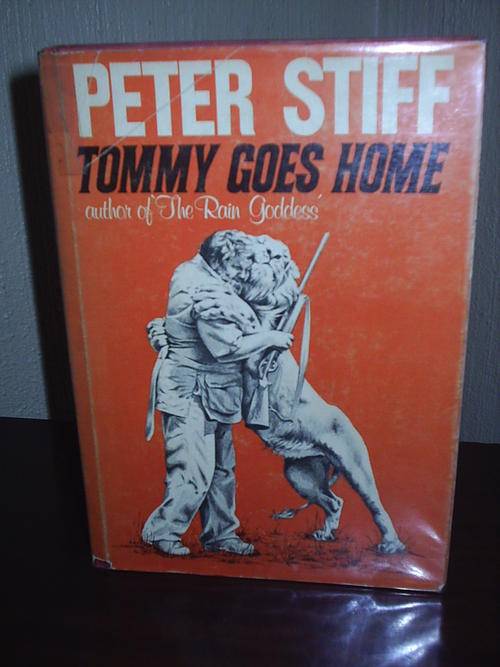 PETER STIFF
TOMMY GOES HOME
author of 'The Rain Goddess'